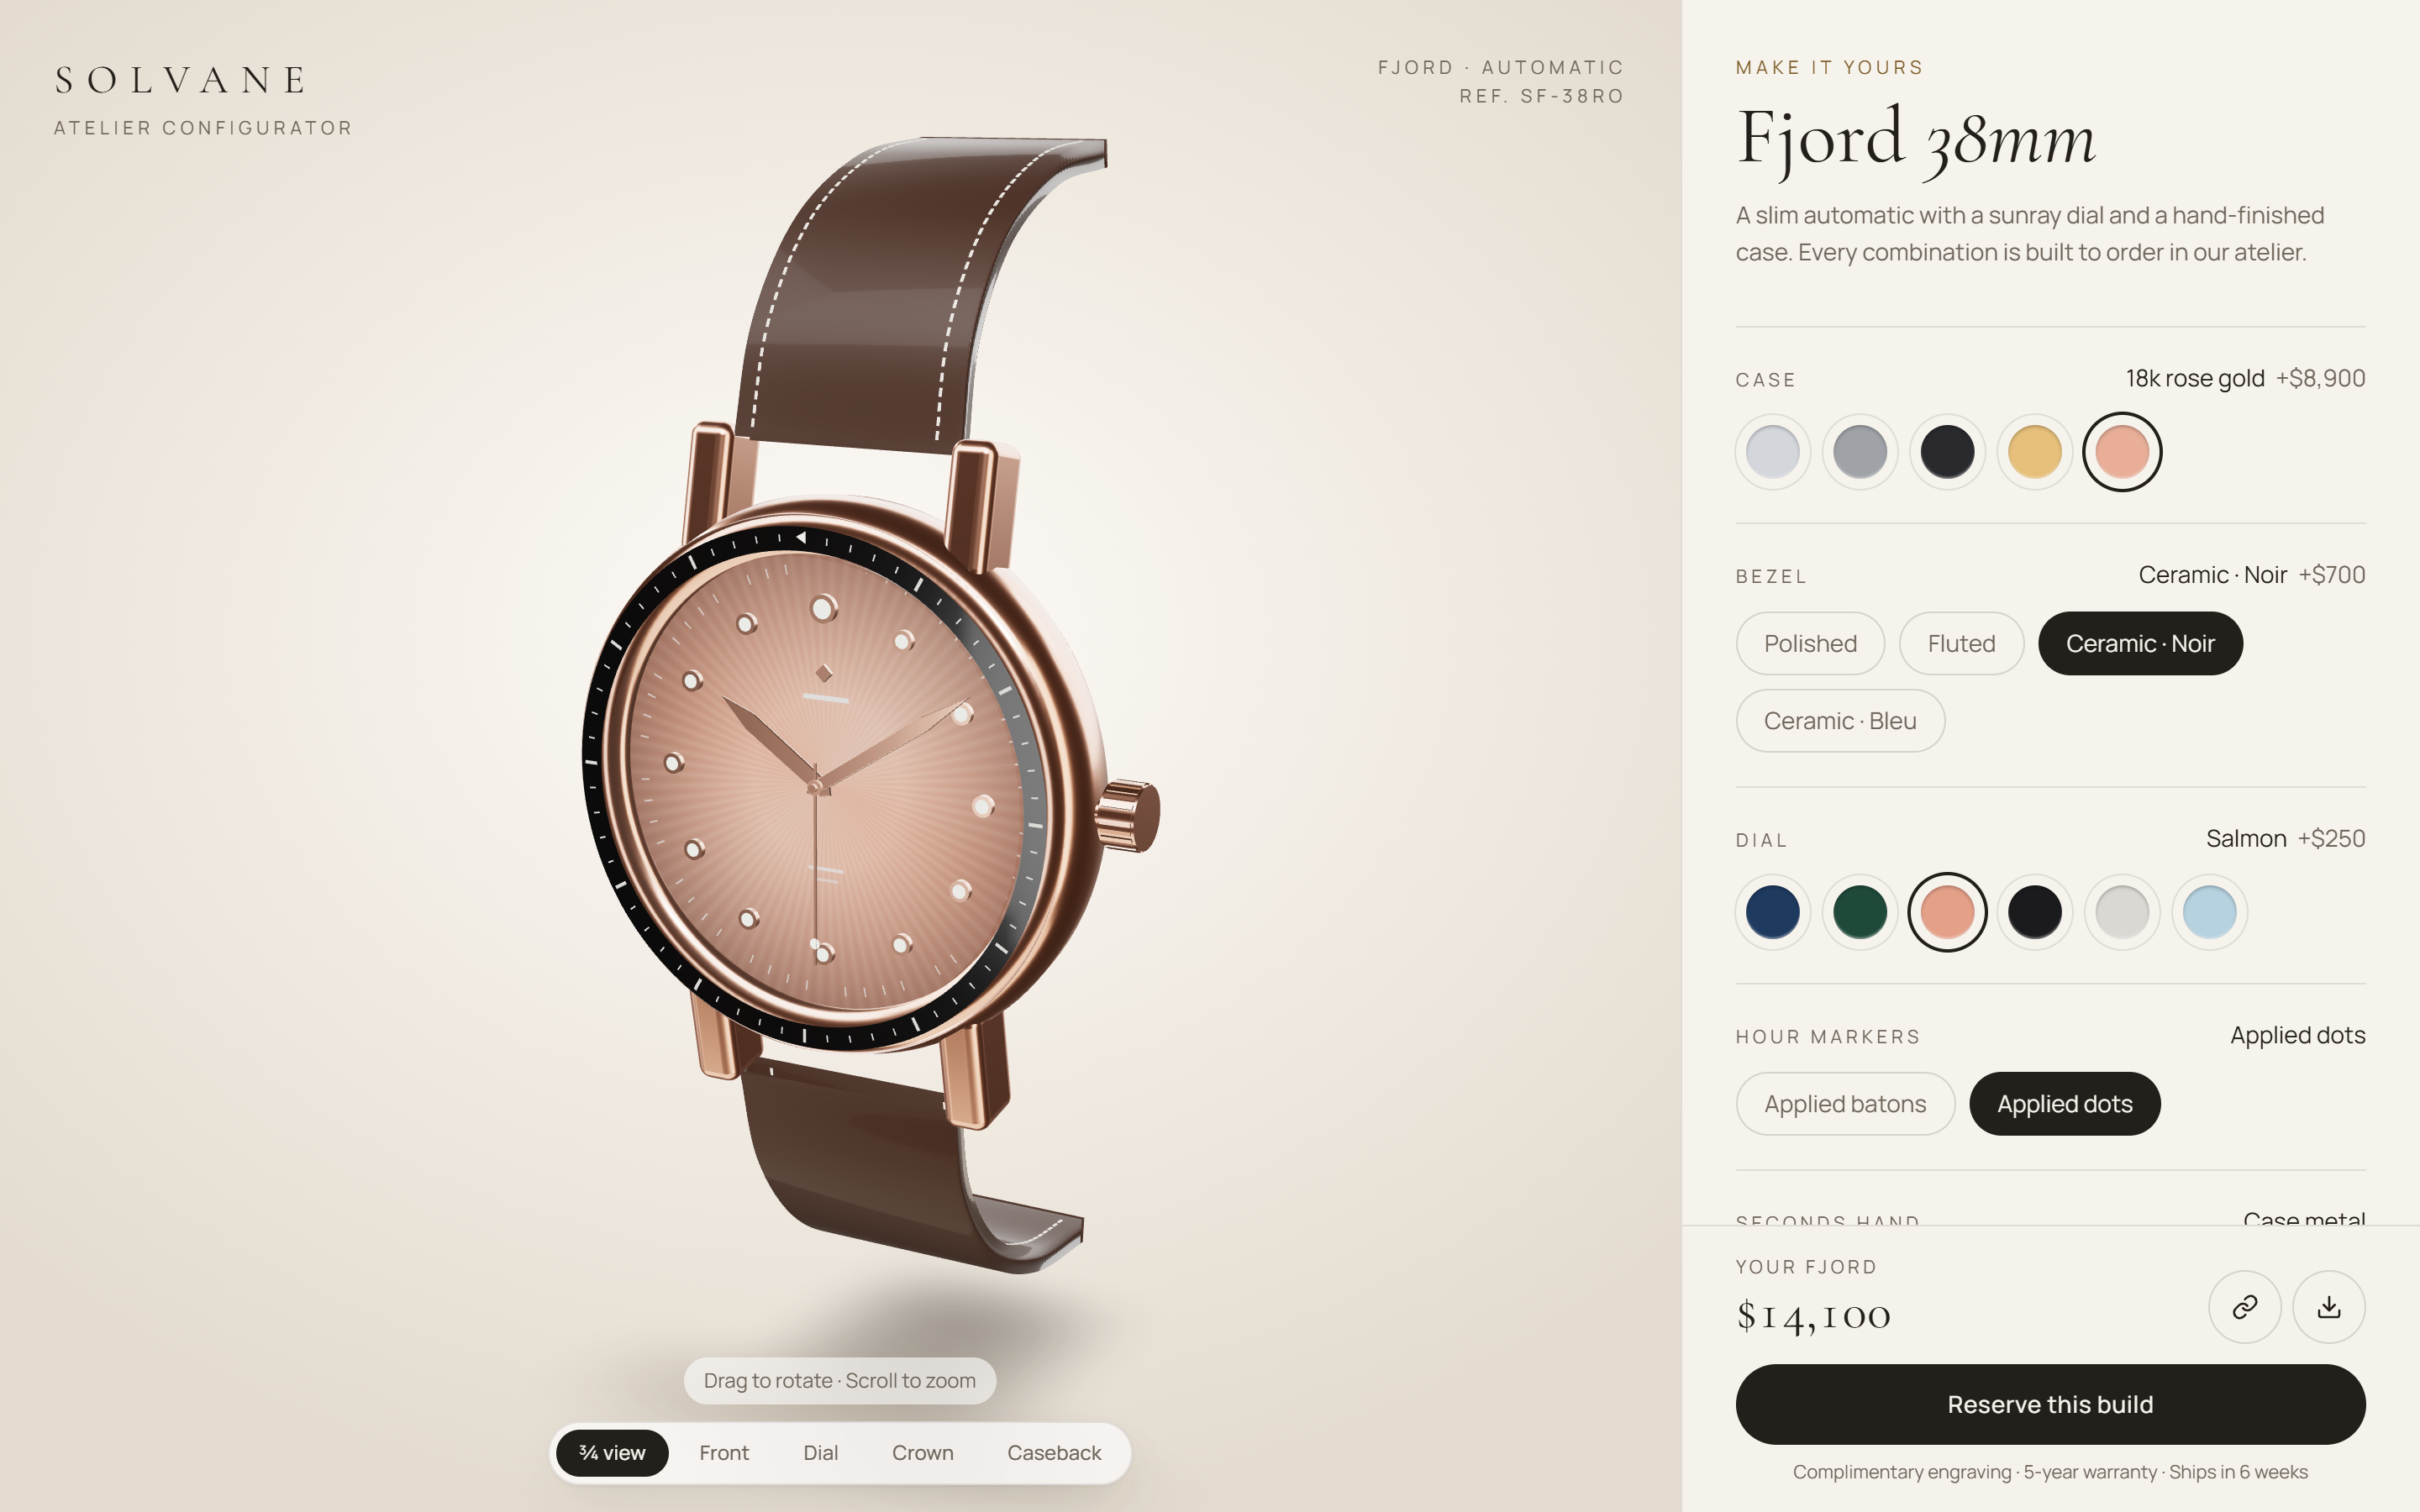 SOLVANE
ATELIER CONFIGURATOR
FJORD · AUTOMATIC
REF. SF-38RO
Drag to rotate · Scroll to zoom
¾ view
Front
Dial
Crown
Caseback
MAKE IT YOURS
Fjord 38mm
A slim automatic with a sunray dial and a hand-finished
case. Every combination is built to order in our atelier.
CASE
18k rose gold +$8,900
BEZEL
Ceramic · Noir +$700
Polished
Fluted
Ceramic · Noir
Ceramic · Bleu
DIAL
Salmon +$250
HOUR MARKERS
Applied dots
Applied batons
Applied dots
SECONDS HAND
Case metal
YOUR FJORD
$14,100
Reserve this build
Complimentary engraving · 5-year warranty · Ships in 6 weeks